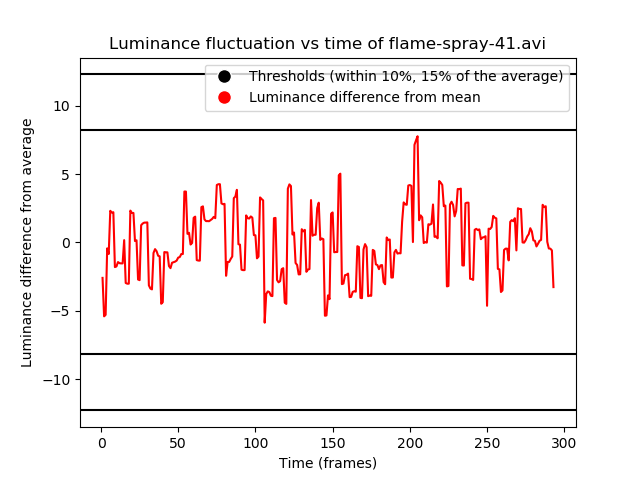 Luminance fluctuation vs time of flame-spray-41.avi
Thresholds (within 10%, 15% of the average)
Luminance difference from mean
Luminance difference from average
10
5
0
−5
−10
0 50 100 150 200 250 300
Time (frames)